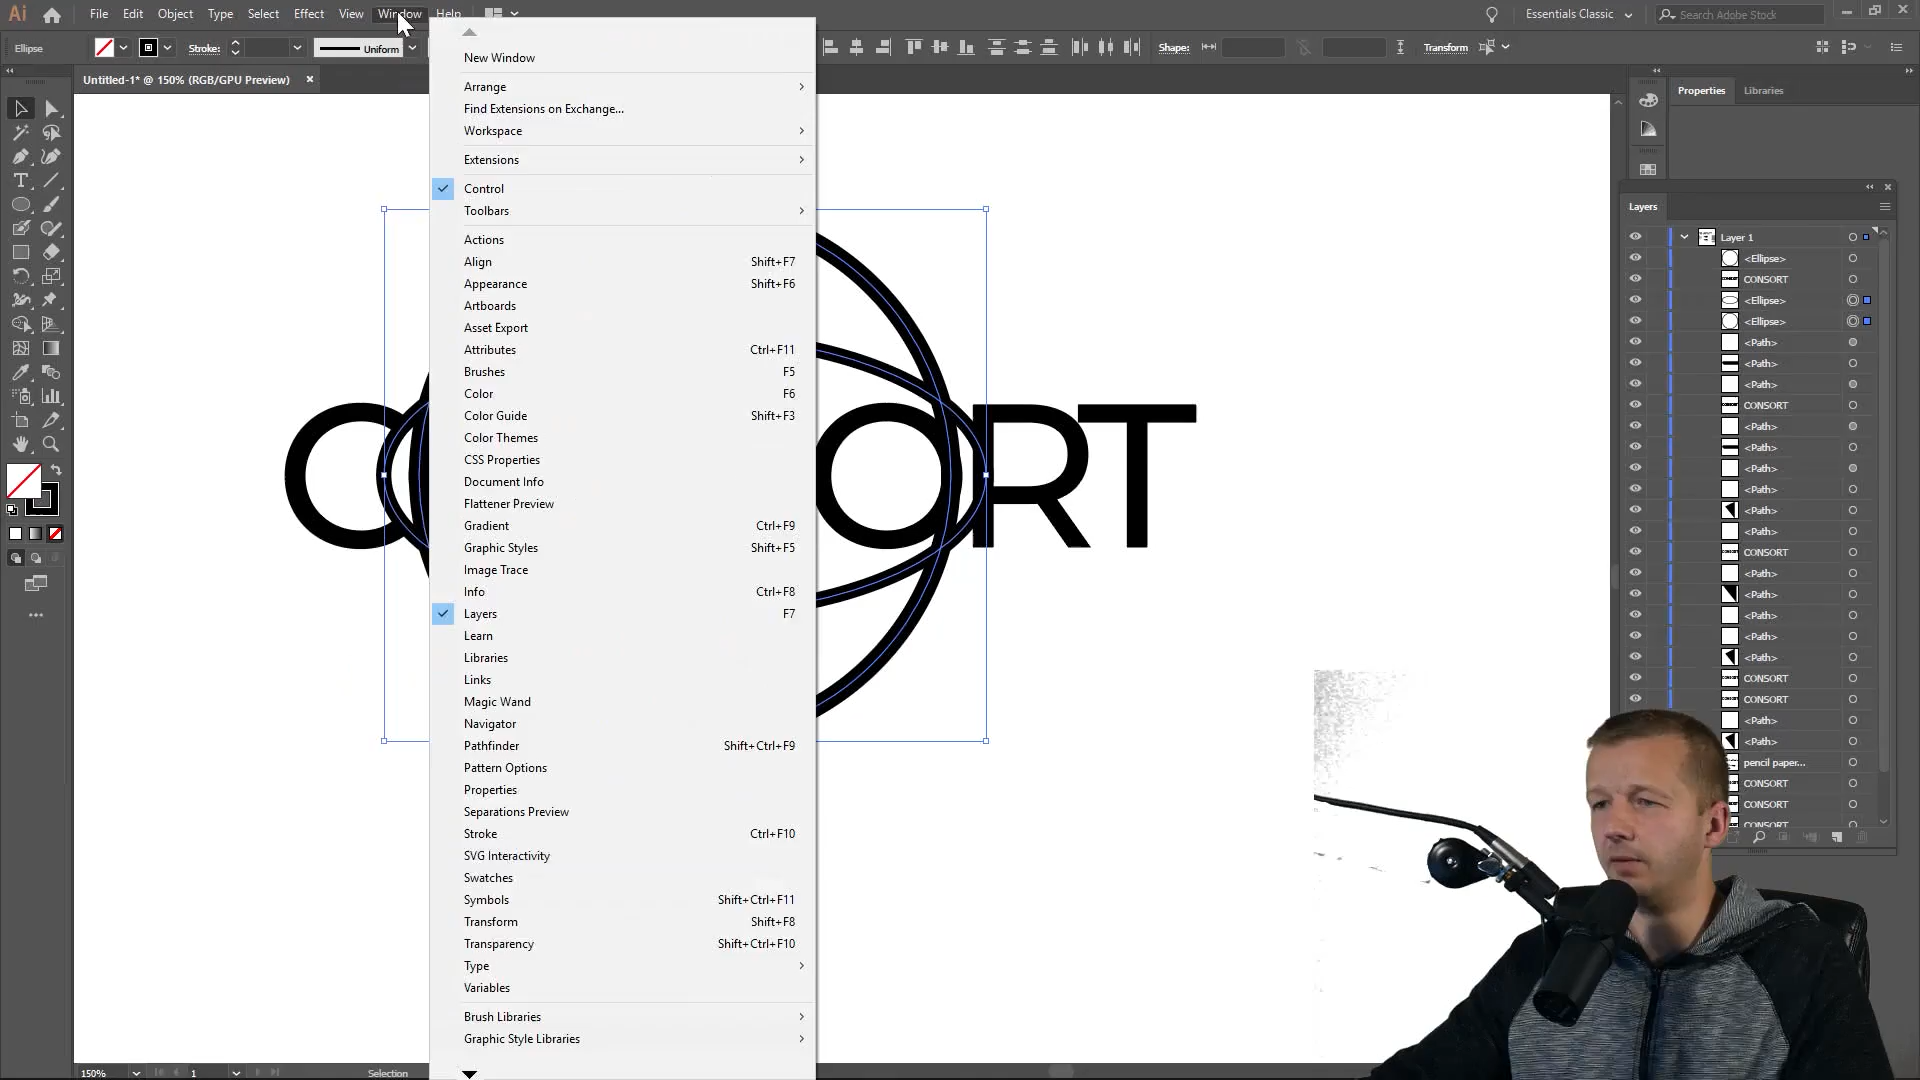 Ai File Edit Object Type Select Effect View Window Help Essentials Classic Search Adobe Stock
Ellipse Stroke: Uniform Shape: Transform
Untitled-1* @ 150% (RGB/GPU Preview) ×
Properties Libraries
New Window
Arrange
Find Extensions on Exchange...
Workspace
Extensions
Control
Toolbars
Actions
Align Shift+F7
Appearance Shift+F6
Artboards
Asset Export
Attributes Ctrl+F11
Brushes F5
Color F6
Color Guide Shift+F3
Color Themes
CSS Properties
Document Info
Flattener Preview
Gradient Ctrl+F9
Graphic Styles Shift+F5
Image Trace
Info Ctrl+F8
Layers F7
Learn
Libraries
Links
Magic Wand
Navigator
Pathfinder Shift+Ctrl+F9
Pattern Options
Properties
Separations Preview
Stroke Ctrl+F10
SVG Interactivity
Swatches
Symbols Shift+Ctrl+F11
Transform Shift+F8
Transparency Shift+Ctrl+F10
Type
Variables
Brush Libraries
Graphic Style Libraries
C ORT
Layers
Layer 1
<Ellipse>
CONSORT
<Ellipse>
<Ellipse>
<Path>
<Path>
<Path>
CONSORT
<Path>
<Path>
<Path>
<Path>
<Path>
<Path>
CONSORT
<Path>
<Path>
<Path>
<Path>
<Path>
CONSORT
CONSORT
<Path>
<Path>
pencil paper...
CONSORT
CONSORT
CONSORT
150% 1 Selection